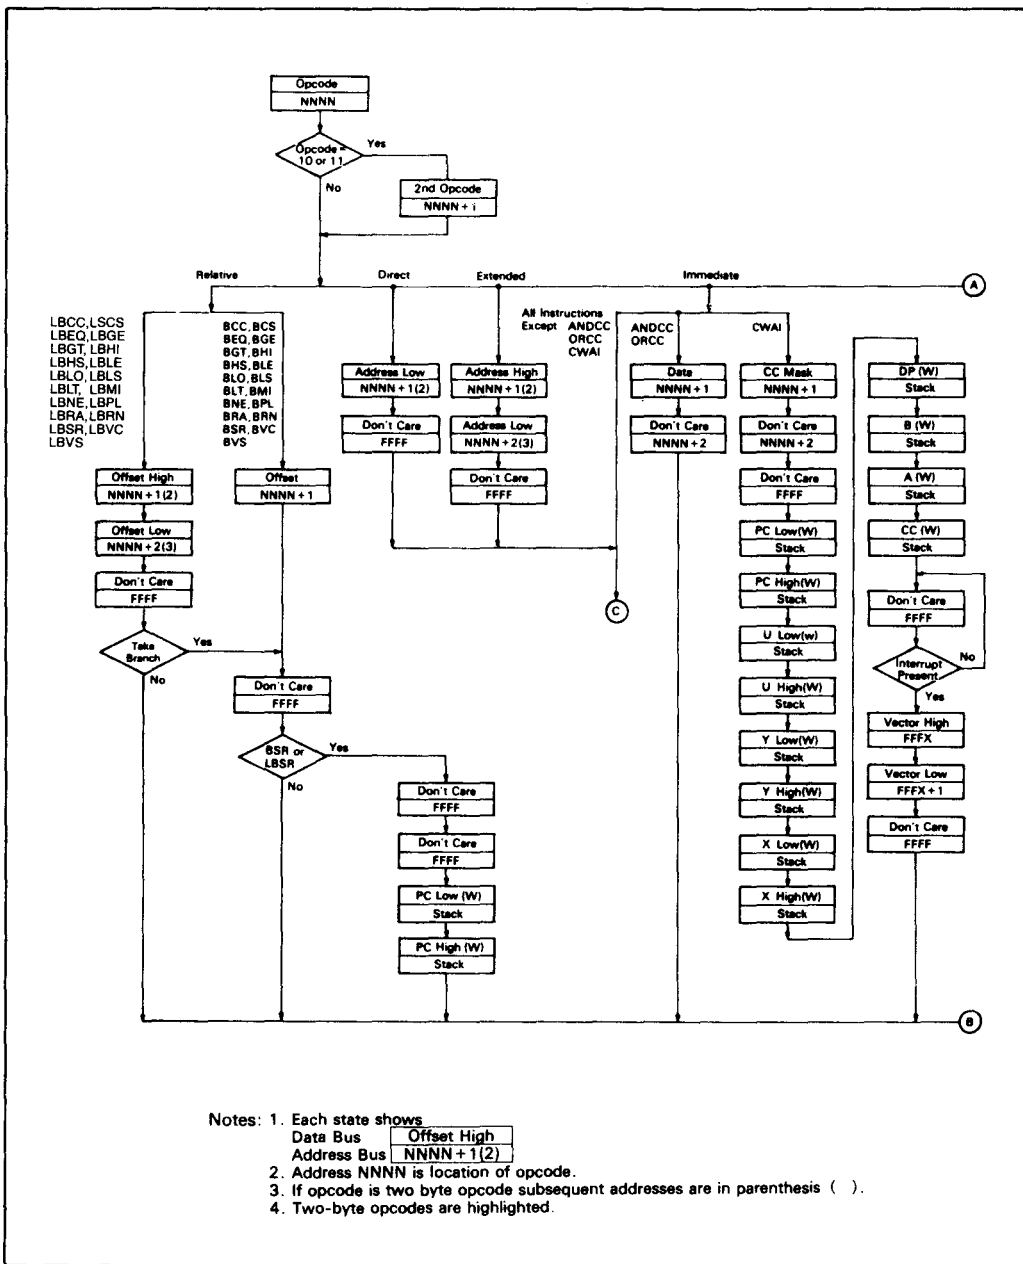 Opcode
NNNN
Opcode =
10 or 11
Yes
No
2nd Opcode
NNNN + i
Relative
Direct
Extended
Immediate
A
LBCC, LSCS
LBEQ, LBGE
LBGT, LBHI
LBHS, LBLE
LBLO, LBLS
LBLT, LBMI
LBNE, LBPL
LBRA, LBRN
LBSR, LBVC
LBVS
Offset High
NNNN + 1(2)
Offset Low
NNNN + 2(3)
Don't Care
FFFF
Take
Branch
Yes
No
BCC, BCS
BEQ, BGE
BGT, BHI
BHS, BLE
BLO, BLS
BLT, BMI
BNE, BPL
BRA, BRN
BSR, BVC
BVS
Offset
NNNN + 1
Don't Care
FFFF
BSR or
LBSR
Yes
No
Don't Care
FFFF
Don't Care
FFFF
PC Low (W)
Stack
PC High (W)
Stack
Address Low
NNNN + 1(2)
Don't Care
FFFF
Address High
NNNN + 1(2)
Address Low
NNNN + 2(3)
Don't Care
FFFF
All Instructions
Except ANDCC
ORCC
CWAI
C
ANDCC
ORCC
Data
NNNN + 1
Don't Care
NNNN + 2
CWAI
CC Mask
NNNN + 1
Don't Care
NNNN + 2
Don't Care
FFFF
PC Low(W)
Stack
PC High(W)
Stack
U Low(w)
Stack
U High(W)
Stack
Y Low(W)
Stack
Y High(W)
Stack
X Low(W)
Stack
X High(W)
Stack
DP (W)
Stack
B (W)
Stack
A (W)
Stack
CC (W)
Stack
Don't Care
FFFF
Interrupt
Present
No
Yes
Vector High
FFFX
Vector Low
FFFX + 1
Don't Care
FFFF
B
Notes: 1. Each state shows
Data Bus Offset High
Address Bus NNNN + 1(2)
2. Address NNNN is location of opcode.
3. If opcode is two byte opcode subsequent addresses are in parenthesis ( ).
4. Two-byte opcodes are highlighted.